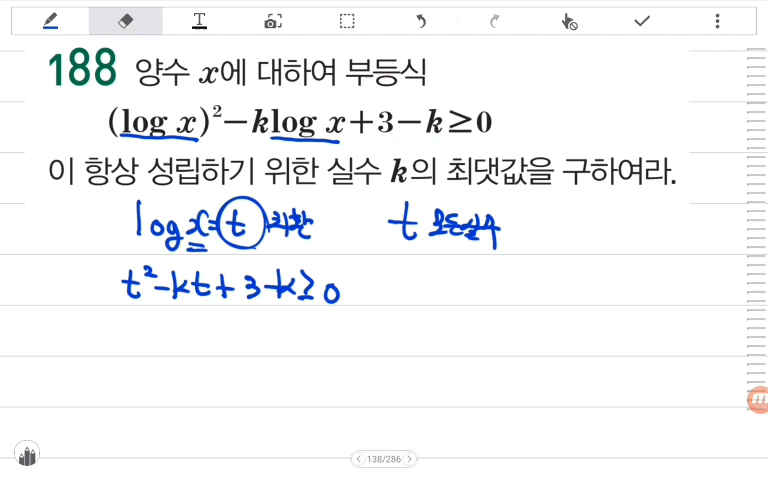 T
188 양수 x에 대하여 부등식
(log x)²−klog x+3−k≥0
이 항상 성립하기 위한 실수 k의 최댓값을 구하여라.
log x=t 치환 t 모든실수
t²-kt+3-k≥0
138/286